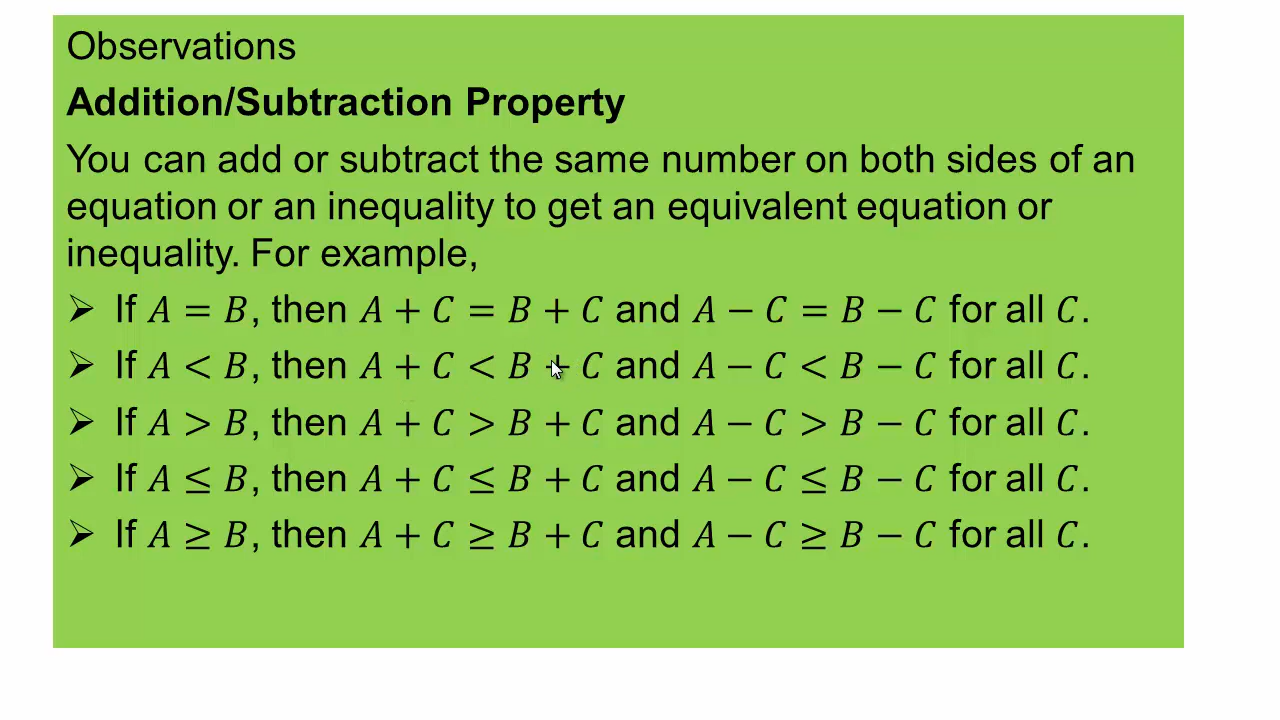 Observations
Addition/Subtraction Property
You can add or subtract the same number on both sides of an
equation or an inequality to get an equivalent equation or
inequality. For example,
➢ If A = B, then A + C = B + C and A − C = B − C for all C.
➢ If A < B, then A + C < B + C and A − C < B − C for all C.
➢ If A > B, then A + C > B + C and A − C > B − C for all C.
➢ If A ≤ B, then A + C ≤ B + C and A − C ≤ B − C for all C.
➢ If A ≥ B, then A + C ≥ B + C and A − C ≥ B − C for all C.